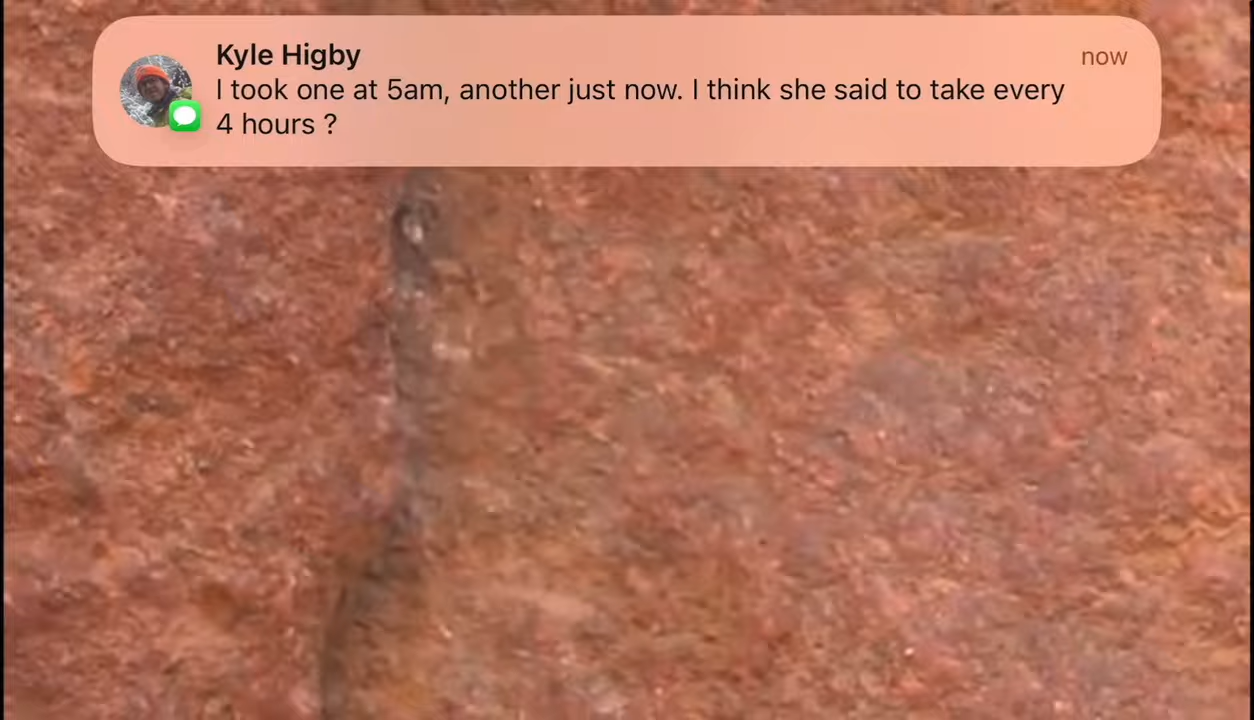 Kyle Higby
now
I took one at 5am, another just now. I think she said to take every
4 hours ?